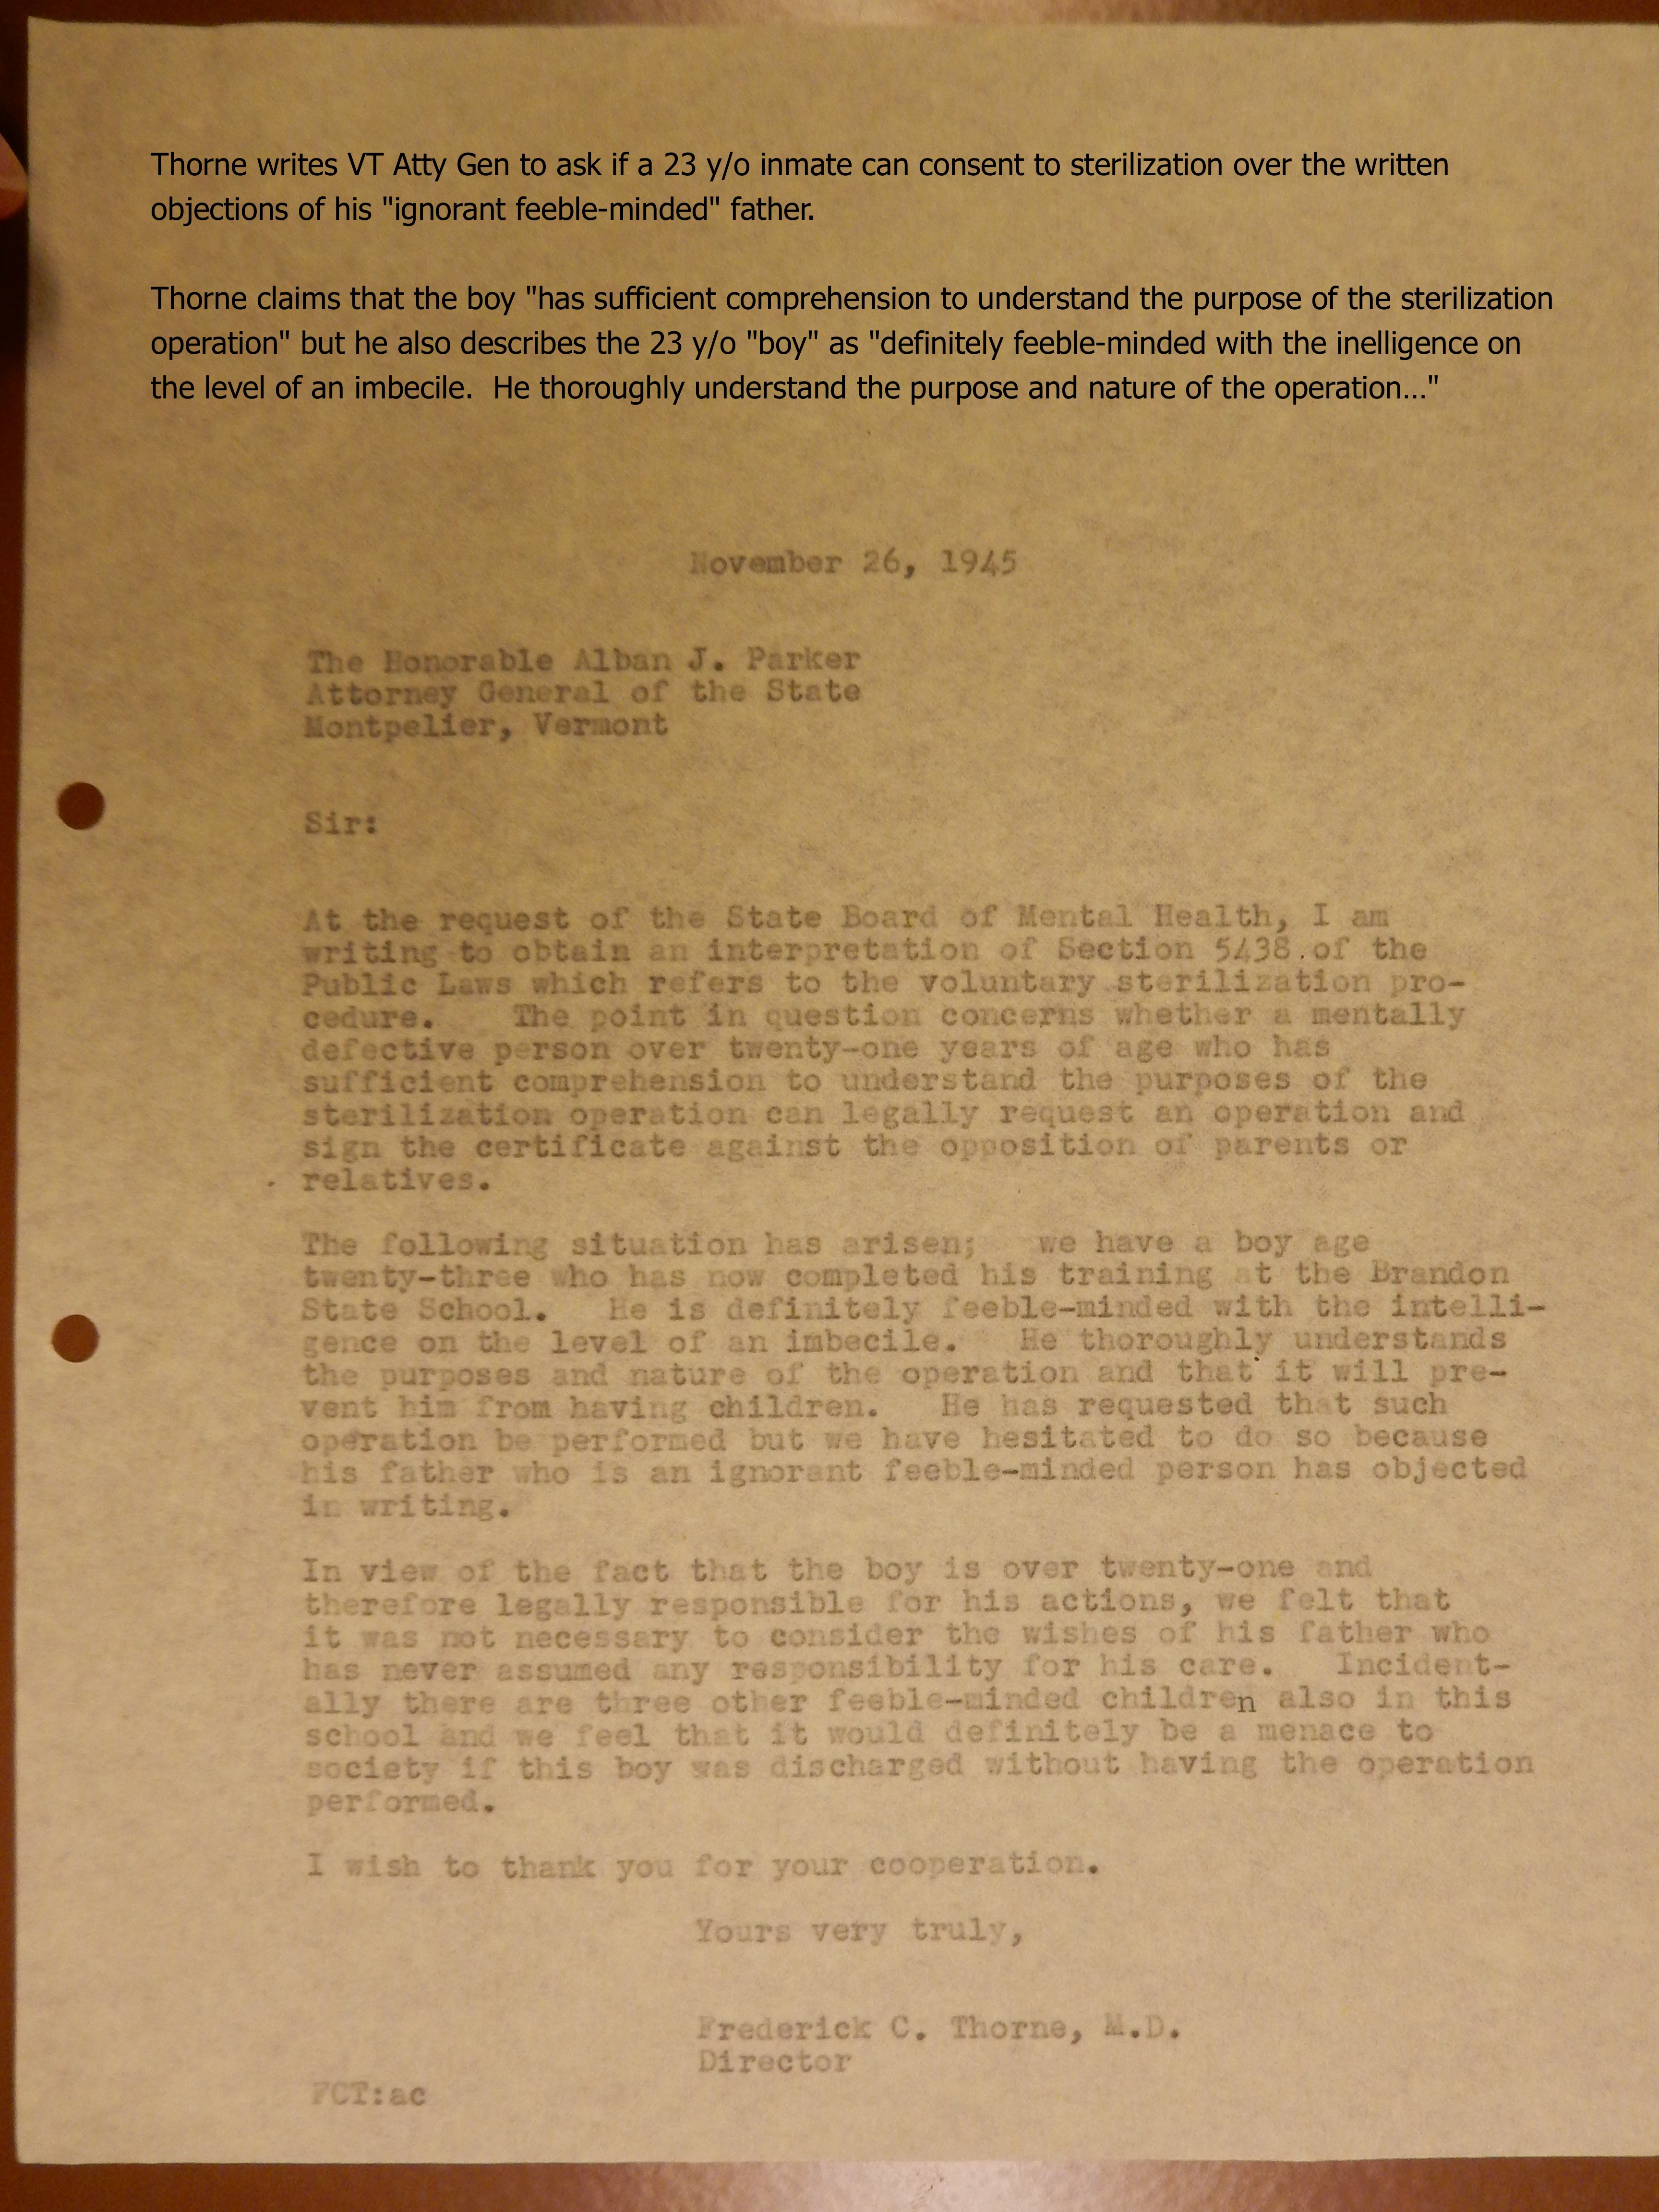 Thorne writes VT Atty Gen to ask if a 23 y/o inmate can consent to sterilization over the written
objections of his "ignorant feeble-minded" father.
Thorne claims that the boy "has sufficient comprehension to understand the purpose of the sterilization
operation" but he also describes the 23 y/o "boy" as "definitely feeble-minded with the inelligence on
the level of an imbecile.  He thoroughly understand the purpose and nature of the operation..."
November 26, 1945
The Honorable Alban J. Parker
Attorney General of the State
Montpelier, Vermont
Sir:
At the request of the State Board of Mental Health, I am
writing to obtain an interpretation of Section 5438.of the
Public Laws which refers to the voluntary sterilization pro-
cedure.    The point in question concerns whether a mentally
defective person over twenty-one years of age who has
sufficient comprehension to understand the purposes of the
sterilization operation can legally request an operation and
sign the certificate against the opposition of parents or
relatives.
The following situation has arisen;   we have a boy age
twenty-three who has now completed his training at the Brandon
State School.   He is definitely feeble-minded with the intelli-
gence on the level of an imbecile.   He thoroughly understands
the purposes and nature of the operation and that it will pre-
vent him from having children.   He has requested that such
operation be performed but we have hesitated to do so because
his father who is an ignorant feeble-minded person has objected
in writing.
In view of the fact that the boy is over twenty-one and
therefore legally responsible for his actions, we felt that
it was not necessary to consider the wishes of his father who
has never assumed any responsibility for his care.   Incident-
ally there are three other feeble-minded children also in this
school and we feel that it would definitely be a menace to
society if this boy was discharged without having the operation
performed.
I wish to thank you for your cooperation.
Yours very truly,
Frederick C. Thorne, M.D.
Director
FCT:ac